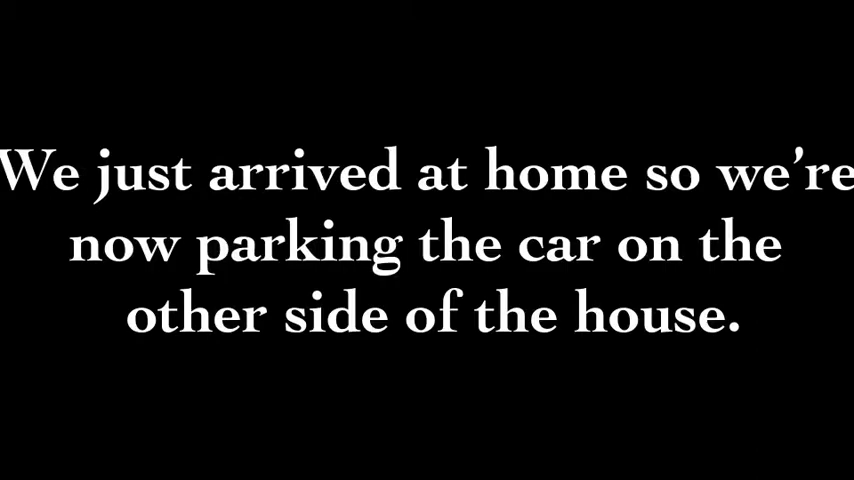 We just arrived at home so we’re
now parking the car on the
other side of the house.